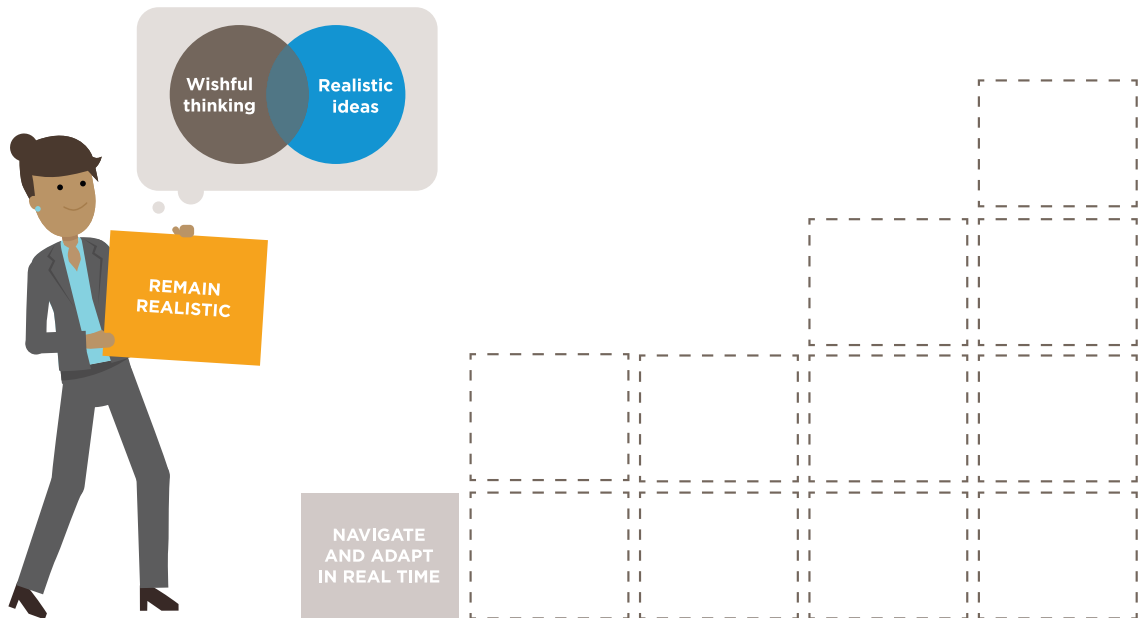 Wishful
thinking
Realistic
ideas
REMAIN
REALISTIC
NAVIGATE
AND ADAPT
IN REAL TIME